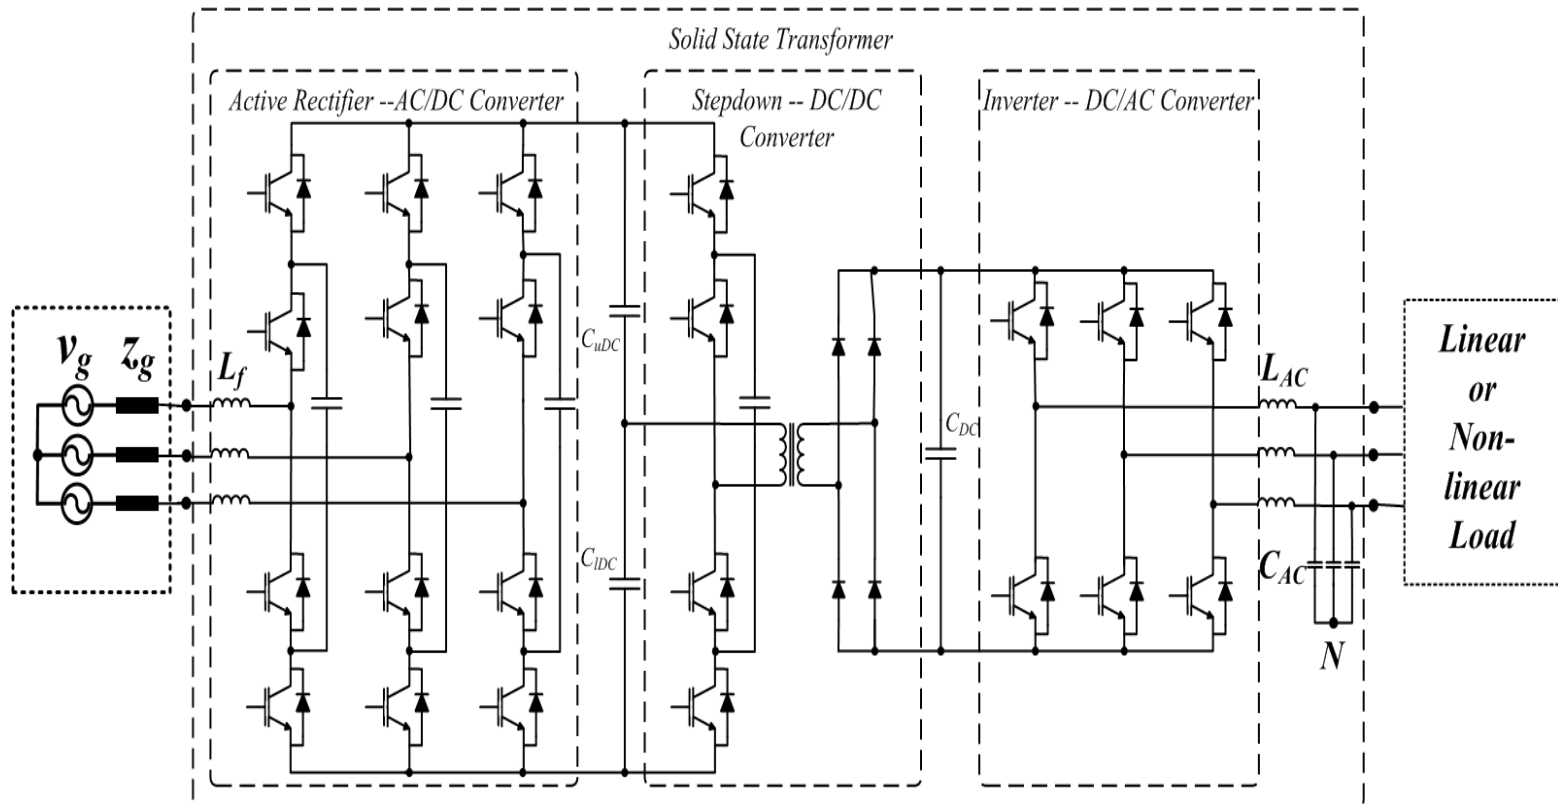 Solid State Transformer
Active Rectifier --AC/DC Converter
Stepdown -- DC/DC
Converter
Inverter -- DC/AC Converter
v_g
z_g
L_f
C_uDC
C_lDC
C_DC
L_AC
C_AC
N
Linear
or
Non-
linear
Load